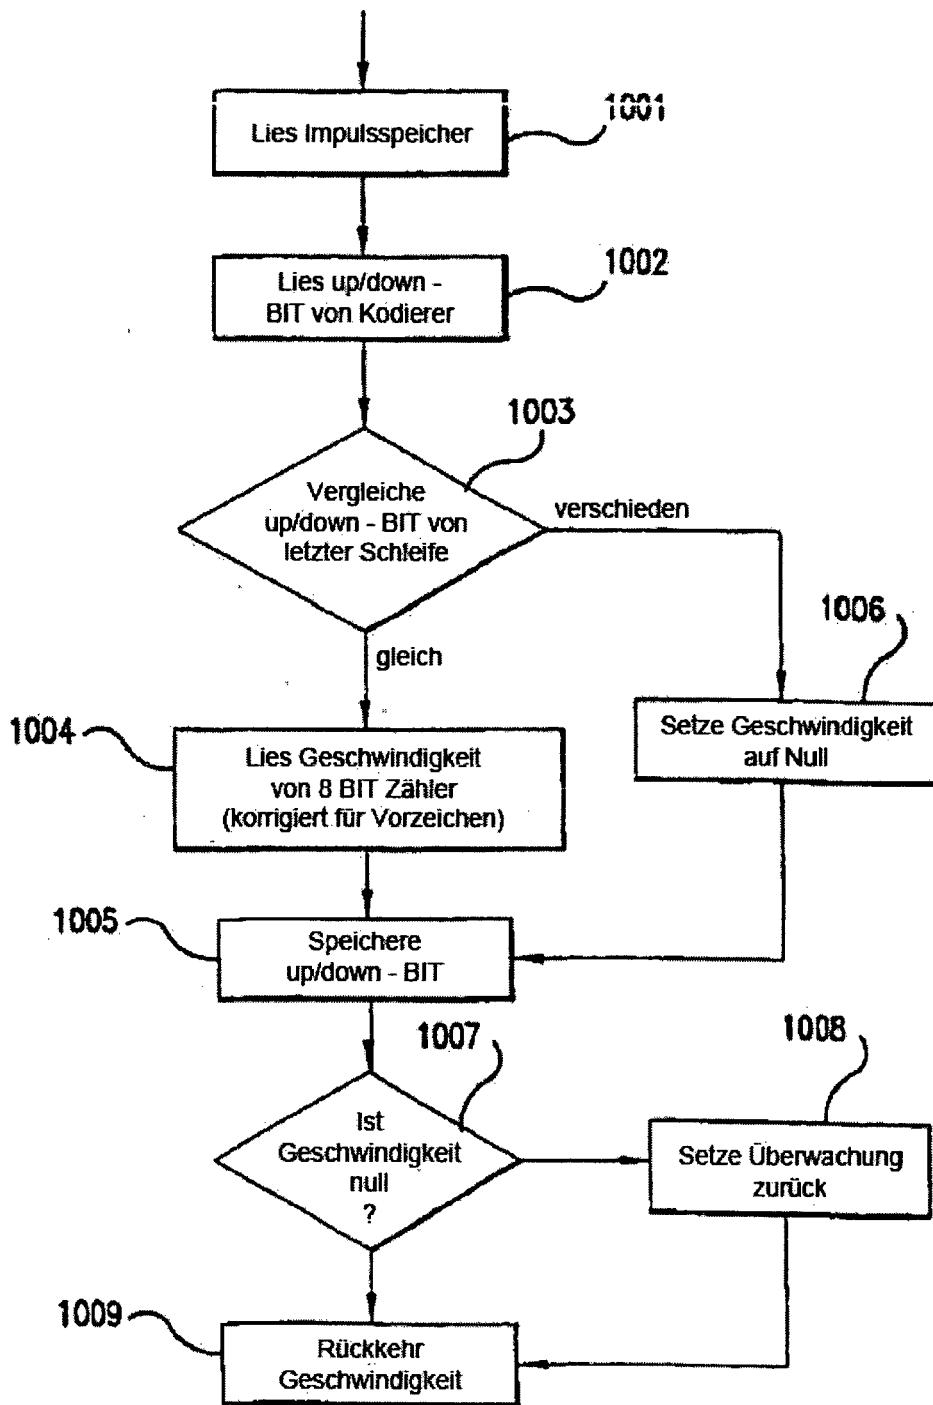 Lies Impulsspeicher
1001
Lies up/down -
BIT von Kodierer
1002
1003
Vergleiche
up/down - BIT von
letzter Schleife
verschieden
gleich
1006
Setze Geschwindigkeit
auf Null
1004
Lies Geschwindigkeit
von 8 BIT Zähler
(korrigiert für Vorzeichen)
1005
Speichere
up/down - BIT
1007
Ist
Geschwindigkeit
null
?
1008
Setze Überwachung
zurück
1009
Rückkehr
Geschwindigkeit